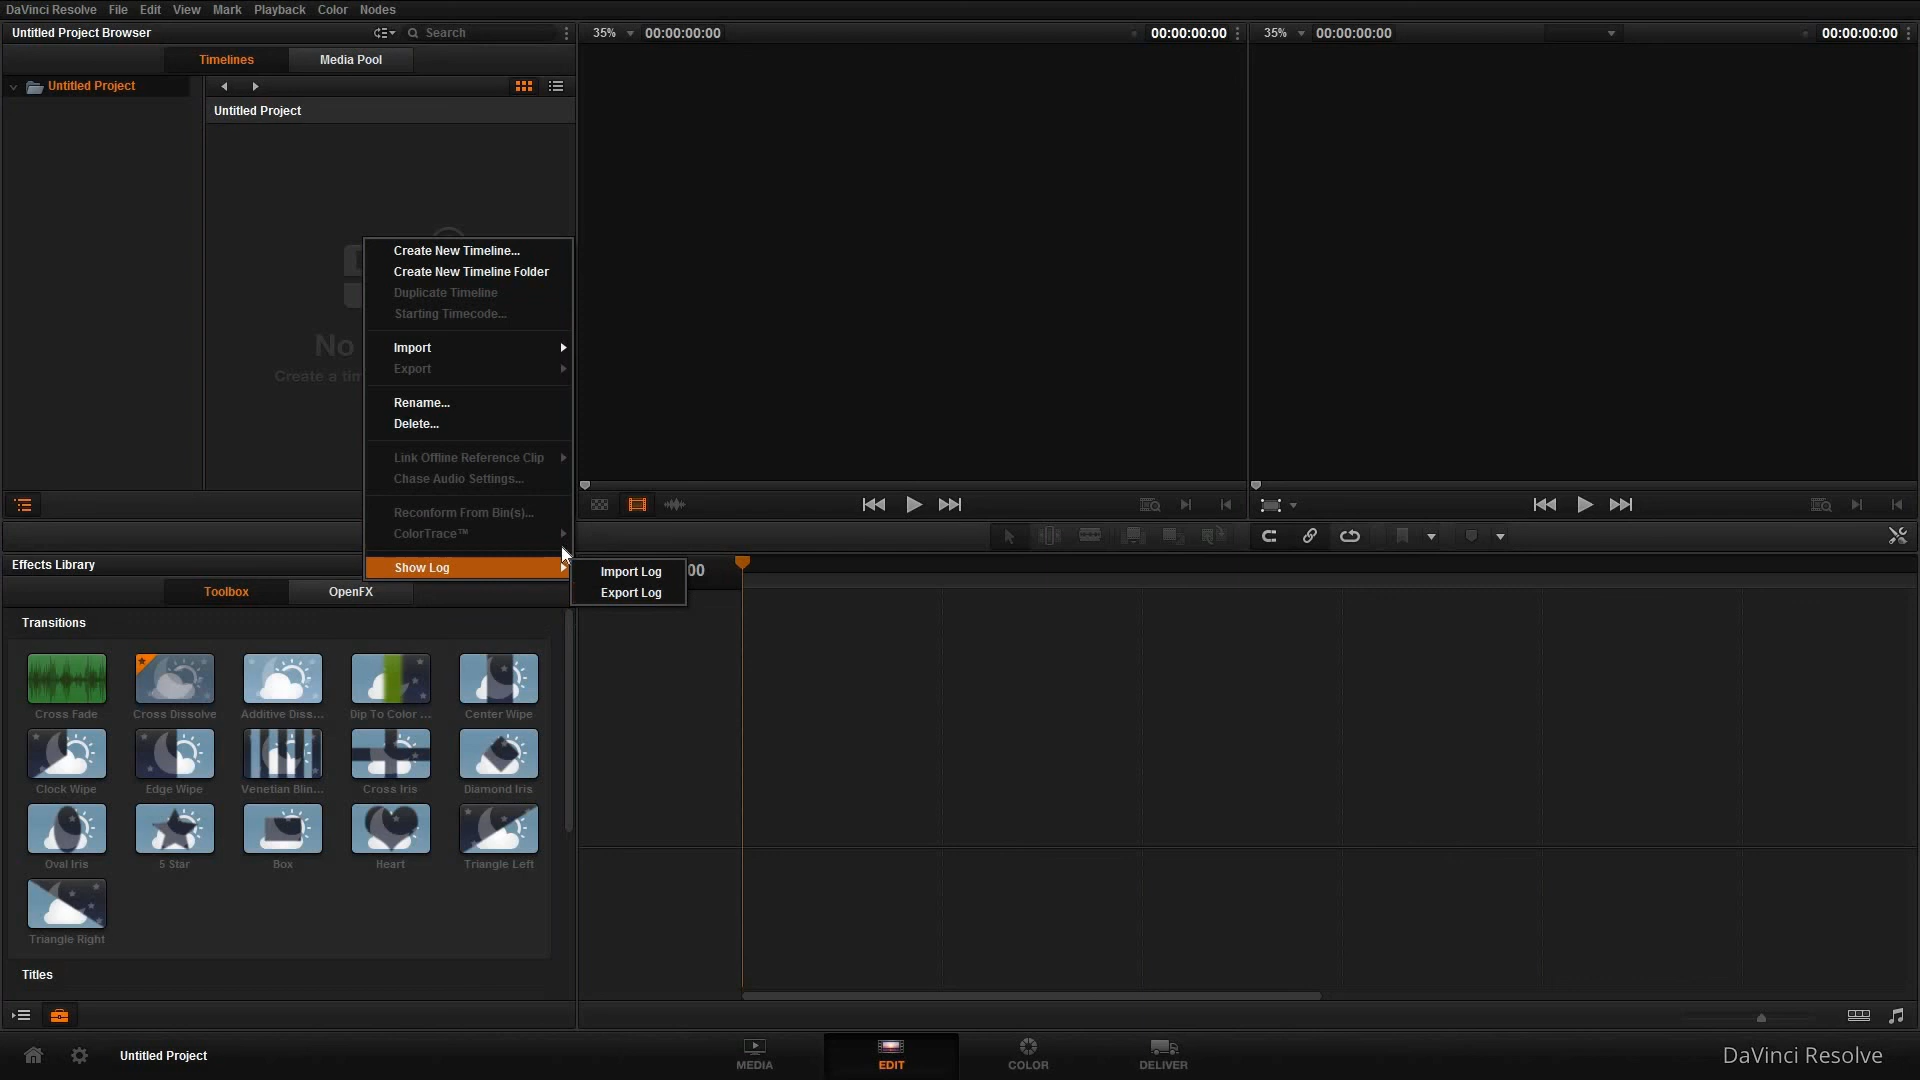 DaVinci Resolve File Edit View Mark Playback Color Nodes
Untitled Project Browser Search 35% 00:00:00:00 00:00:00:00 35% 00:00:00:00 00:00:00:00
Timelines Media Pool
Untitled Project
Untitled Project
No
Create a tim
Create New Timeline...
Create New Timeline Folder
Duplicate Timeline
Starting Timecode...
Import
Export
Rename...
Delete...
Link Offline Reference Clip
Chase Audio Settings...
Reconform From Bin(s)...
ColorTrace™
Show Log
Import Log
Export Log
00
Effects Library
Toolbox OpenFX
Transitions
Cross Fade Cross Dissolve Additive Diss... Dip To Color ... Center Wipe
Clock Wipe Edge Wipe Venetian Blin... Cross Iris Diamond Iris
Oval Iris 5 Star Box Heart Triangle Left
Triangle Right
Titles
Untitled Project
MEDIA EDIT COLOR DELIVER
DaVinci Resolve